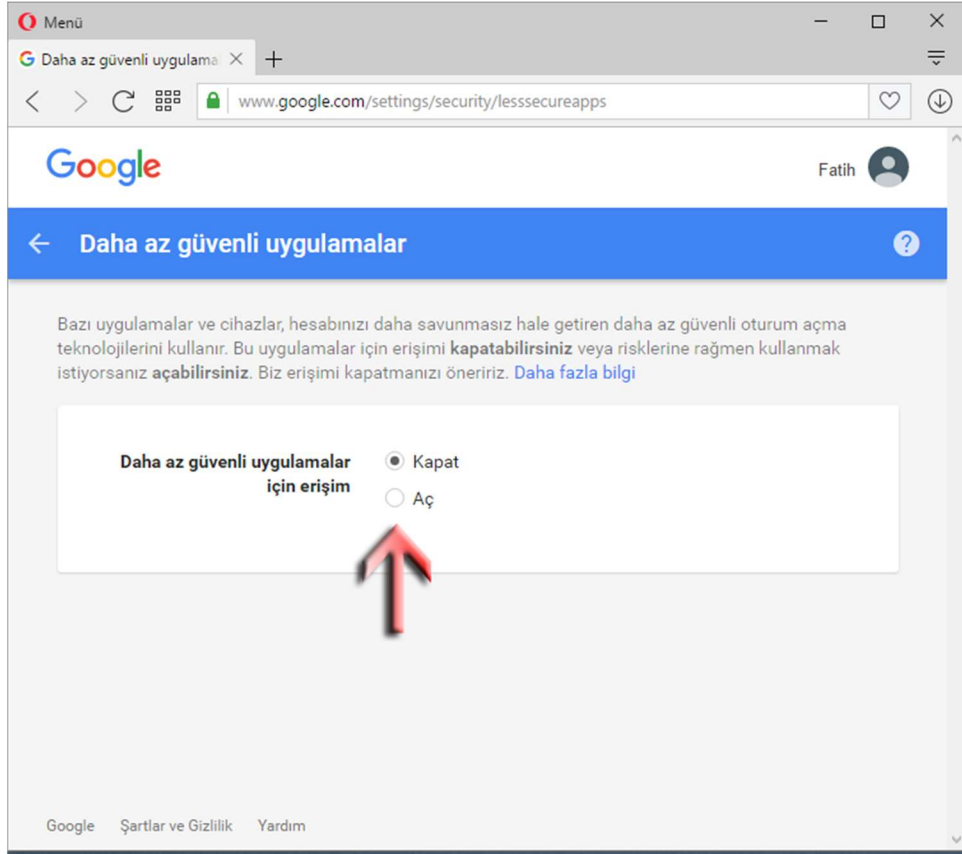 Menü
Daha az güvenli uygulama
www.google.com/settings/security/lesssecureapps
Google
Fatih
Daha az güvenli uygulamalar
Bazı uygulamalar ve cihazlar, hesabınızı daha savunmasız hale getiren daha az güvenli oturum açma
teknolojilerini kullanır. Bu uygulamalar için erişimi kapatabilirsiniz veya risklerine rağmen kullanmak
istiyorsanız açabilirsiniz. Biz erişimi kapatmanızı öneririz. Daha fazla bilgi
Daha az güvenli uygulamalar
için erişim
Kapat
Aç
Google Şartlar ve Gizlilik Yardım